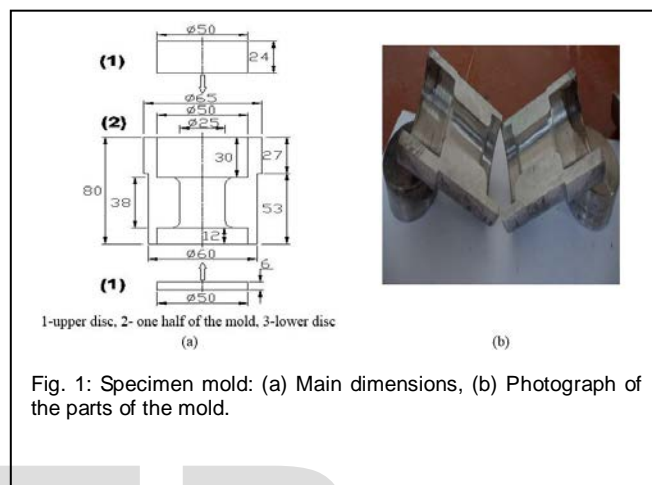 ø50
(1)
24
ø65
ø50
(2)
ø25
30
27
80
38
53
12
ø60
6
(1)
ø50
1-upper disc, 2- one half of the mold, 3-lower disc
(a)
(b)
Fig. 1: Specimen mold: (a) Main dimensions, (b) Photograph of
the parts of the mold.